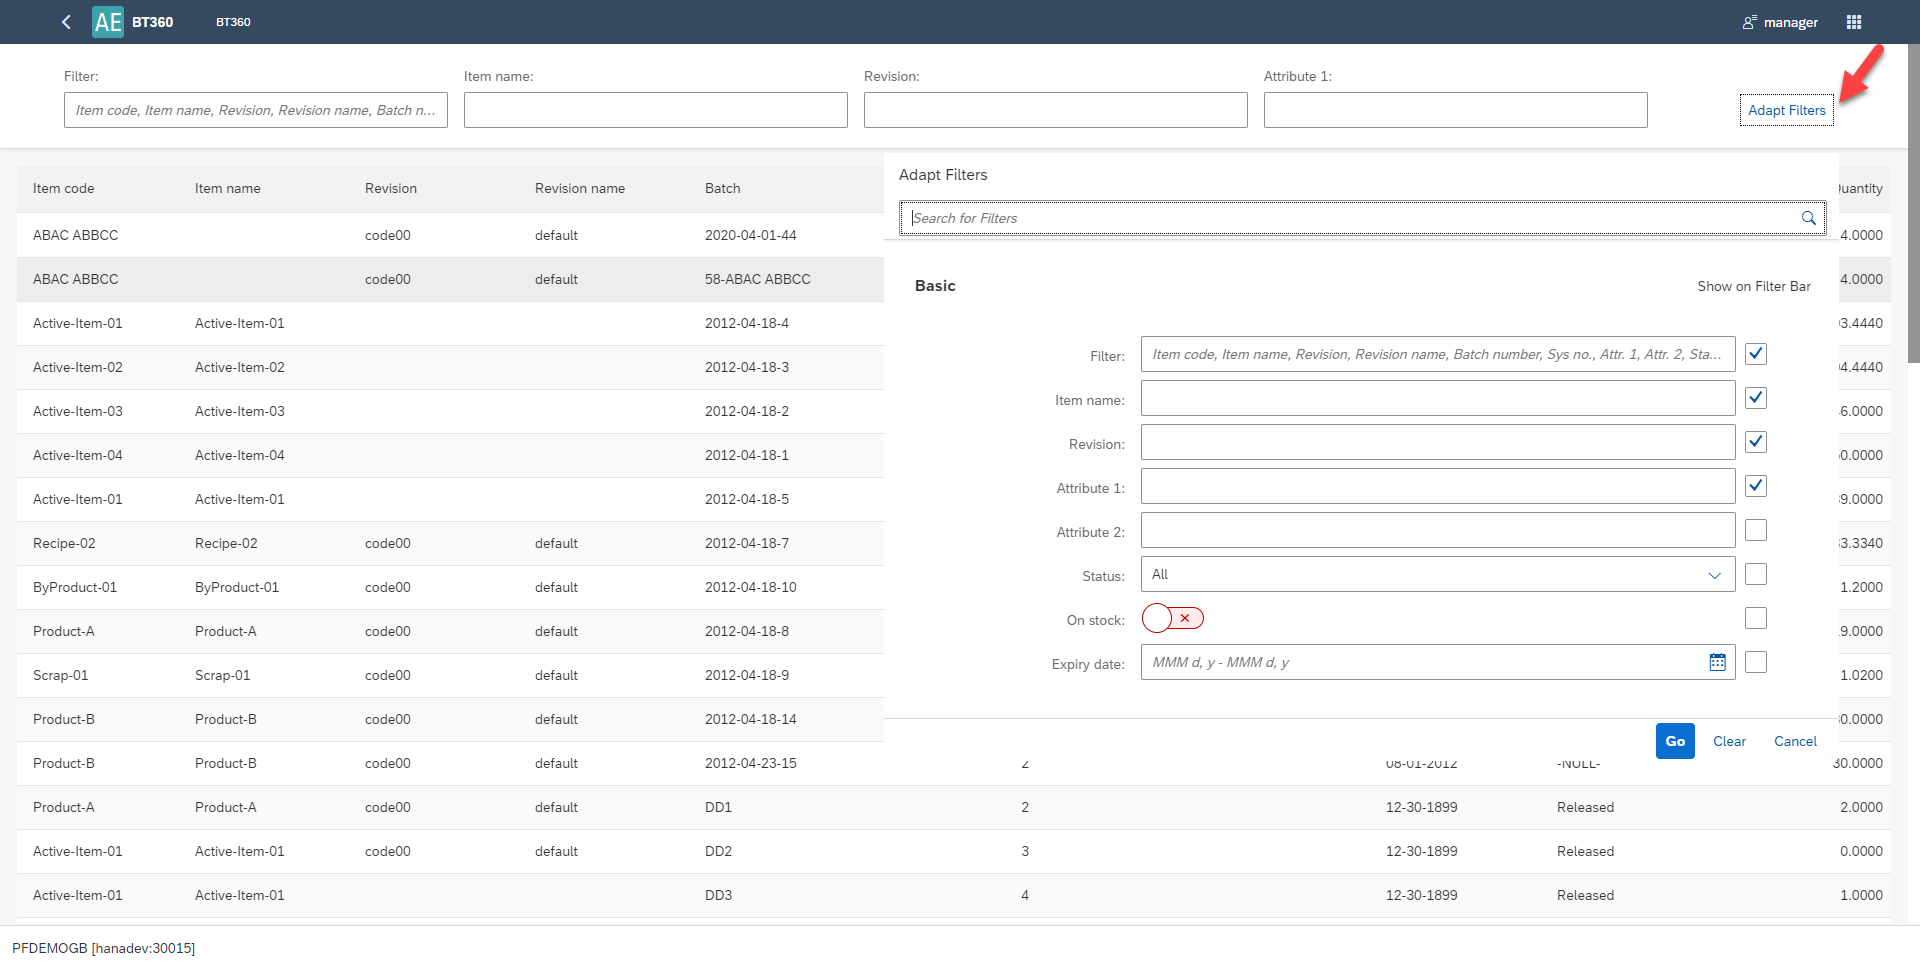 AE BT360 BT360 manager
Filter: Item name: Revision: Attribute 1:
Item code, Item name, Revision, Revision name, Batch n... Adapt Filters
Adapt Filters
Item code Item name Revision Revision name Batch uantity
Search for Filters
ABAC ABBCC code00 default 2020-04-01-44 4.0000
ABAC ABBCC code00 default 58-ABAC ABBCC 4.0000
Basic Show on Filter Bar
Active-Item-01 Active-Item-01 2012-04-18-4 3.4440
Filter: Item code, Item name, Revision, Revision name, Batch number, Sys no., Attr. 1, Attr. 2, Sta...
Active-Item-02 Active-Item-02 2012-04-18-3 4.4440
Item name:
Active-Item-03 Active-Item-03 2012-04-18-2 6.0000
Revision:
Active-Item-04 Active-Item-04 2012-04-18-1 0.0000
Attribute 1:
Active-Item-01 Active-Item-01 2012-04-18-5 9.0000
Attribute 2:
Recipe-02 Recipe-02 code00 default 2012-04-18-7 3.3340
Status: All
ByProduct-01 ByProduct-01 code00 default 2012-04-18-10 1.2000
On stock:
Product-A Product-A code00 default 2012-04-18-8 9.0000
Expiry date: MMM d, y - MMM d, y
Scrap-01 Scrap-01 code00 default 2012-04-18-9 1.0200
Product-B Product-B code00 default 2012-04-18-14 0.0000
Go Clear Cancel
Product-B Product-B code00 default 2012-04-23-15 2 08-01-2012 -NULL- 30.0000
Product-A Product-A code00 default DD1 2 12-30-1899 Released 2.0000
Active-Item-01 Active-Item-01 code00 default DD2 3 12-30-1899 Released 0.0000
Active-Item-01 Active-Item-01 DD3 4 12-30-1899 Released 1.0000
PFDEMOGB [hanadev:30015]